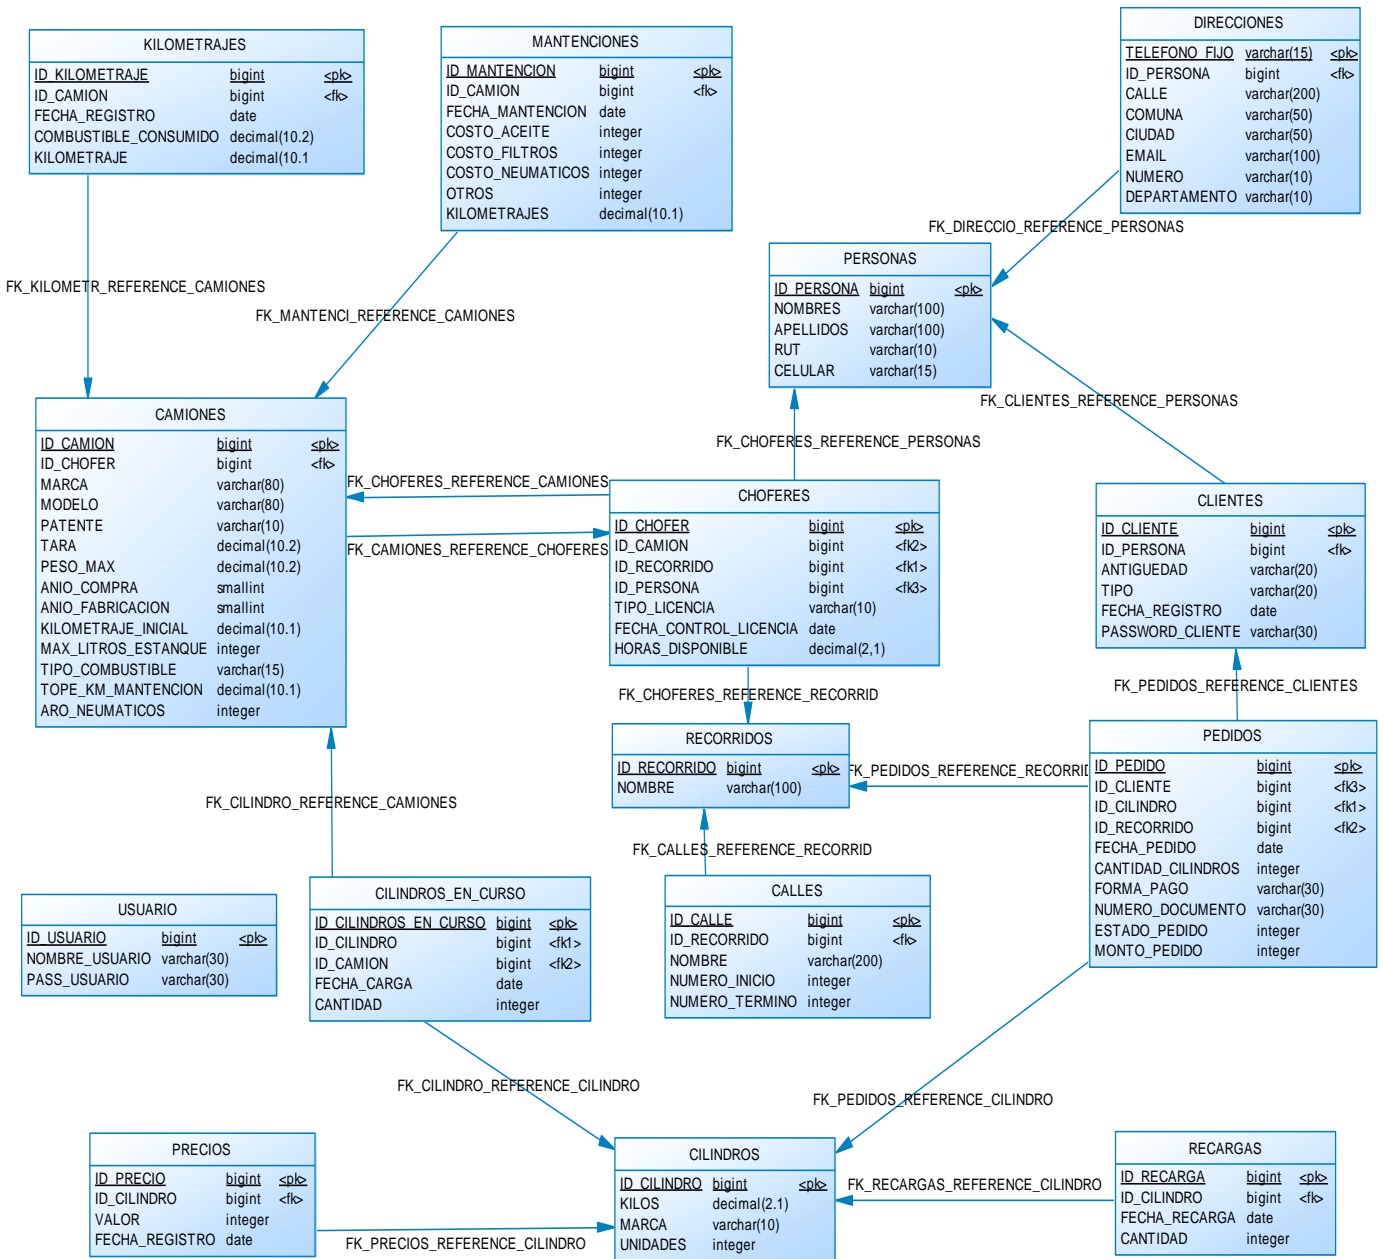 KILOMETRAJES
ID_KILOMETRAJE bigint <pk>
ID_CAMION bigint <fk>
FECHA_REGISTRO date
COMBUSTIBLE_CONSUMIDO decimal(10.2)
KILOMETRAJE decimal(10.1
MANTENCIONES
ID_MANTENCION bigint <pk>
ID_CAMION bigint <fk>
FECHA_MANTENCION date
COSTO_ACEITE integer
COSTO_FILTROS integer
COSTO_NEUMATICOS integer
OTROS integer
KILOMETRAJES decimal(10.1)
DIRECCIONES
TELEFONO_FIJO varchar(15) <pk>
ID_PERSONA bigint <fk>
CALLE varchar(200)
COMUNA varchar(50)
CIUDAD varchar(50)
EMAIL varchar(100)
NUMERO varchar(10)
DEPARTAMENTO varchar(10)
FK_DIRECCIO_REFERENCE_PERSONAS
PERSONAS
ID_PERSONA bigint <pk>
NOMBRES varchar(100)
APELLIDOS varchar(100)
RUT varchar(10)
CELULAR varchar(15)
FK_KILOMETR_REFERENCE_CAMIONES
FK_MANTENCI_REFERENCE_CAMIONES
FK_CLIENTES_REFERENCE_PERSONAS
FK_CHOFERES_REFERENCE_PERSONAS
CAMIONES
ID_CAMION bigint <pk>
ID_CHOFER bigint <fk>
MARCA varchar(80)
MODELO varchar(80)
PATENTE varchar(10)
TARA decimal(10.2)
PESO_MAX decimal(10.2)
ANIO_COMPRA smallint
ANIO_FABRICACION smallint
KILOMETRAJE_INICIAL decimal(10.1)
MAX_LITROS_ESTANQUE integer
TIPO_COMBUSTIBLE varchar(15)
TOPE_KM_MANTENCION decimal(10.1)
ARO_NEUMATICOS integer
FK_CHOFERES_REFERENCE_CAMIONES
FK_CAMIONES_REFERENCE_CHOFERES
CHOFERES
ID_CHOFER bigint <pk>
ID_CAMION bigint <fk2>
ID_RECORRIDO bigint <fk1>
ID_PERSONA bigint <fk3>
TIPO_LICENCIA varchar(10)
FECHA_CONTROL_LICENCIA date
HORAS_DISPONIBLE decimal(2,1)
CLIENTES
ID_CLIENTE bigint <pk>
ID_PERSONA bigint <fk>
ANTIGUEDAD varchar(20)
TIPO varchar(20)
FECHA_REGISTRO date
PASSWORD_CLIENTE varchar(30)
FK_CHOFERES_REFERENCE_RECORRID
FK_PEDIDOS_REFERENCE_CLIENTES
RECORRIDOS
ID_RECORRIDO bigint <pk>
NOMBRE varchar(100)
FK_PEDIDOS_REFERENCE_RECORRID
PEDIDOS
ID_PEDIDO bigint <pk>
ID_CLIENTE bigint <fk3>
ID_CILINDRO bigint <fk1>
ID_RECORRIDO bigint <fk2>
FECHA_PEDIDO date
CANTIDAD_CILINDROS integer
FORMA_PAGO varchar(30)
NUMERO_DOCUMENTO varchar(30)
ESTADO_PEDIDO integer
MONTO_PEDIDO integer
FK_CILINDRO_REFERENCE_CAMIONES
FK_CALLES_REFERENCE_RECORRID
USUARIO
ID_USUARIO bigint <pk>
NOMBRE_USUARIO varchar(30)
PASS_USUARIO varchar(30)
CILINDROS_EN_CURSO
ID_CILINDROS_EN_CURSO bigint <pk>
ID_CILINDRO bigint <fk1>
ID_CAMION bigint <fk2>
FECHA_CARGA date
CANTIDAD integer
CALLES
ID_CALLE bigint <pk>
ID_RECORRIDO bigint <fk>
NOMBRE varchar(200)
NUMERO_INICIO integer
NUMERO_TERMINO integer
FK_CILINDRO_REFERENCE_CILINDRO
FK_PEDIDOS_REFERENCE_CILINDRO
PRECIOS
ID_PRECIO bigint <pk>
ID_CILINDRO bigint <fk>
VALOR integer
FECHA_REGISTRO date
FK_PRECIOS_REFERENCE_CILINDRO
CILINDROS
ID_CILINDRO bigint <pk>
KILOS decimal(2.1)
MARCA varchar(10)
UNIDADES integer
FK_RECARGAS_REFERENCE_CILINDRO
RECARGAS
ID_RECARGA bigint <pk>
ID_CILINDRO bigint <fk>
FECHA_RECARGA date
CANTIDAD integer